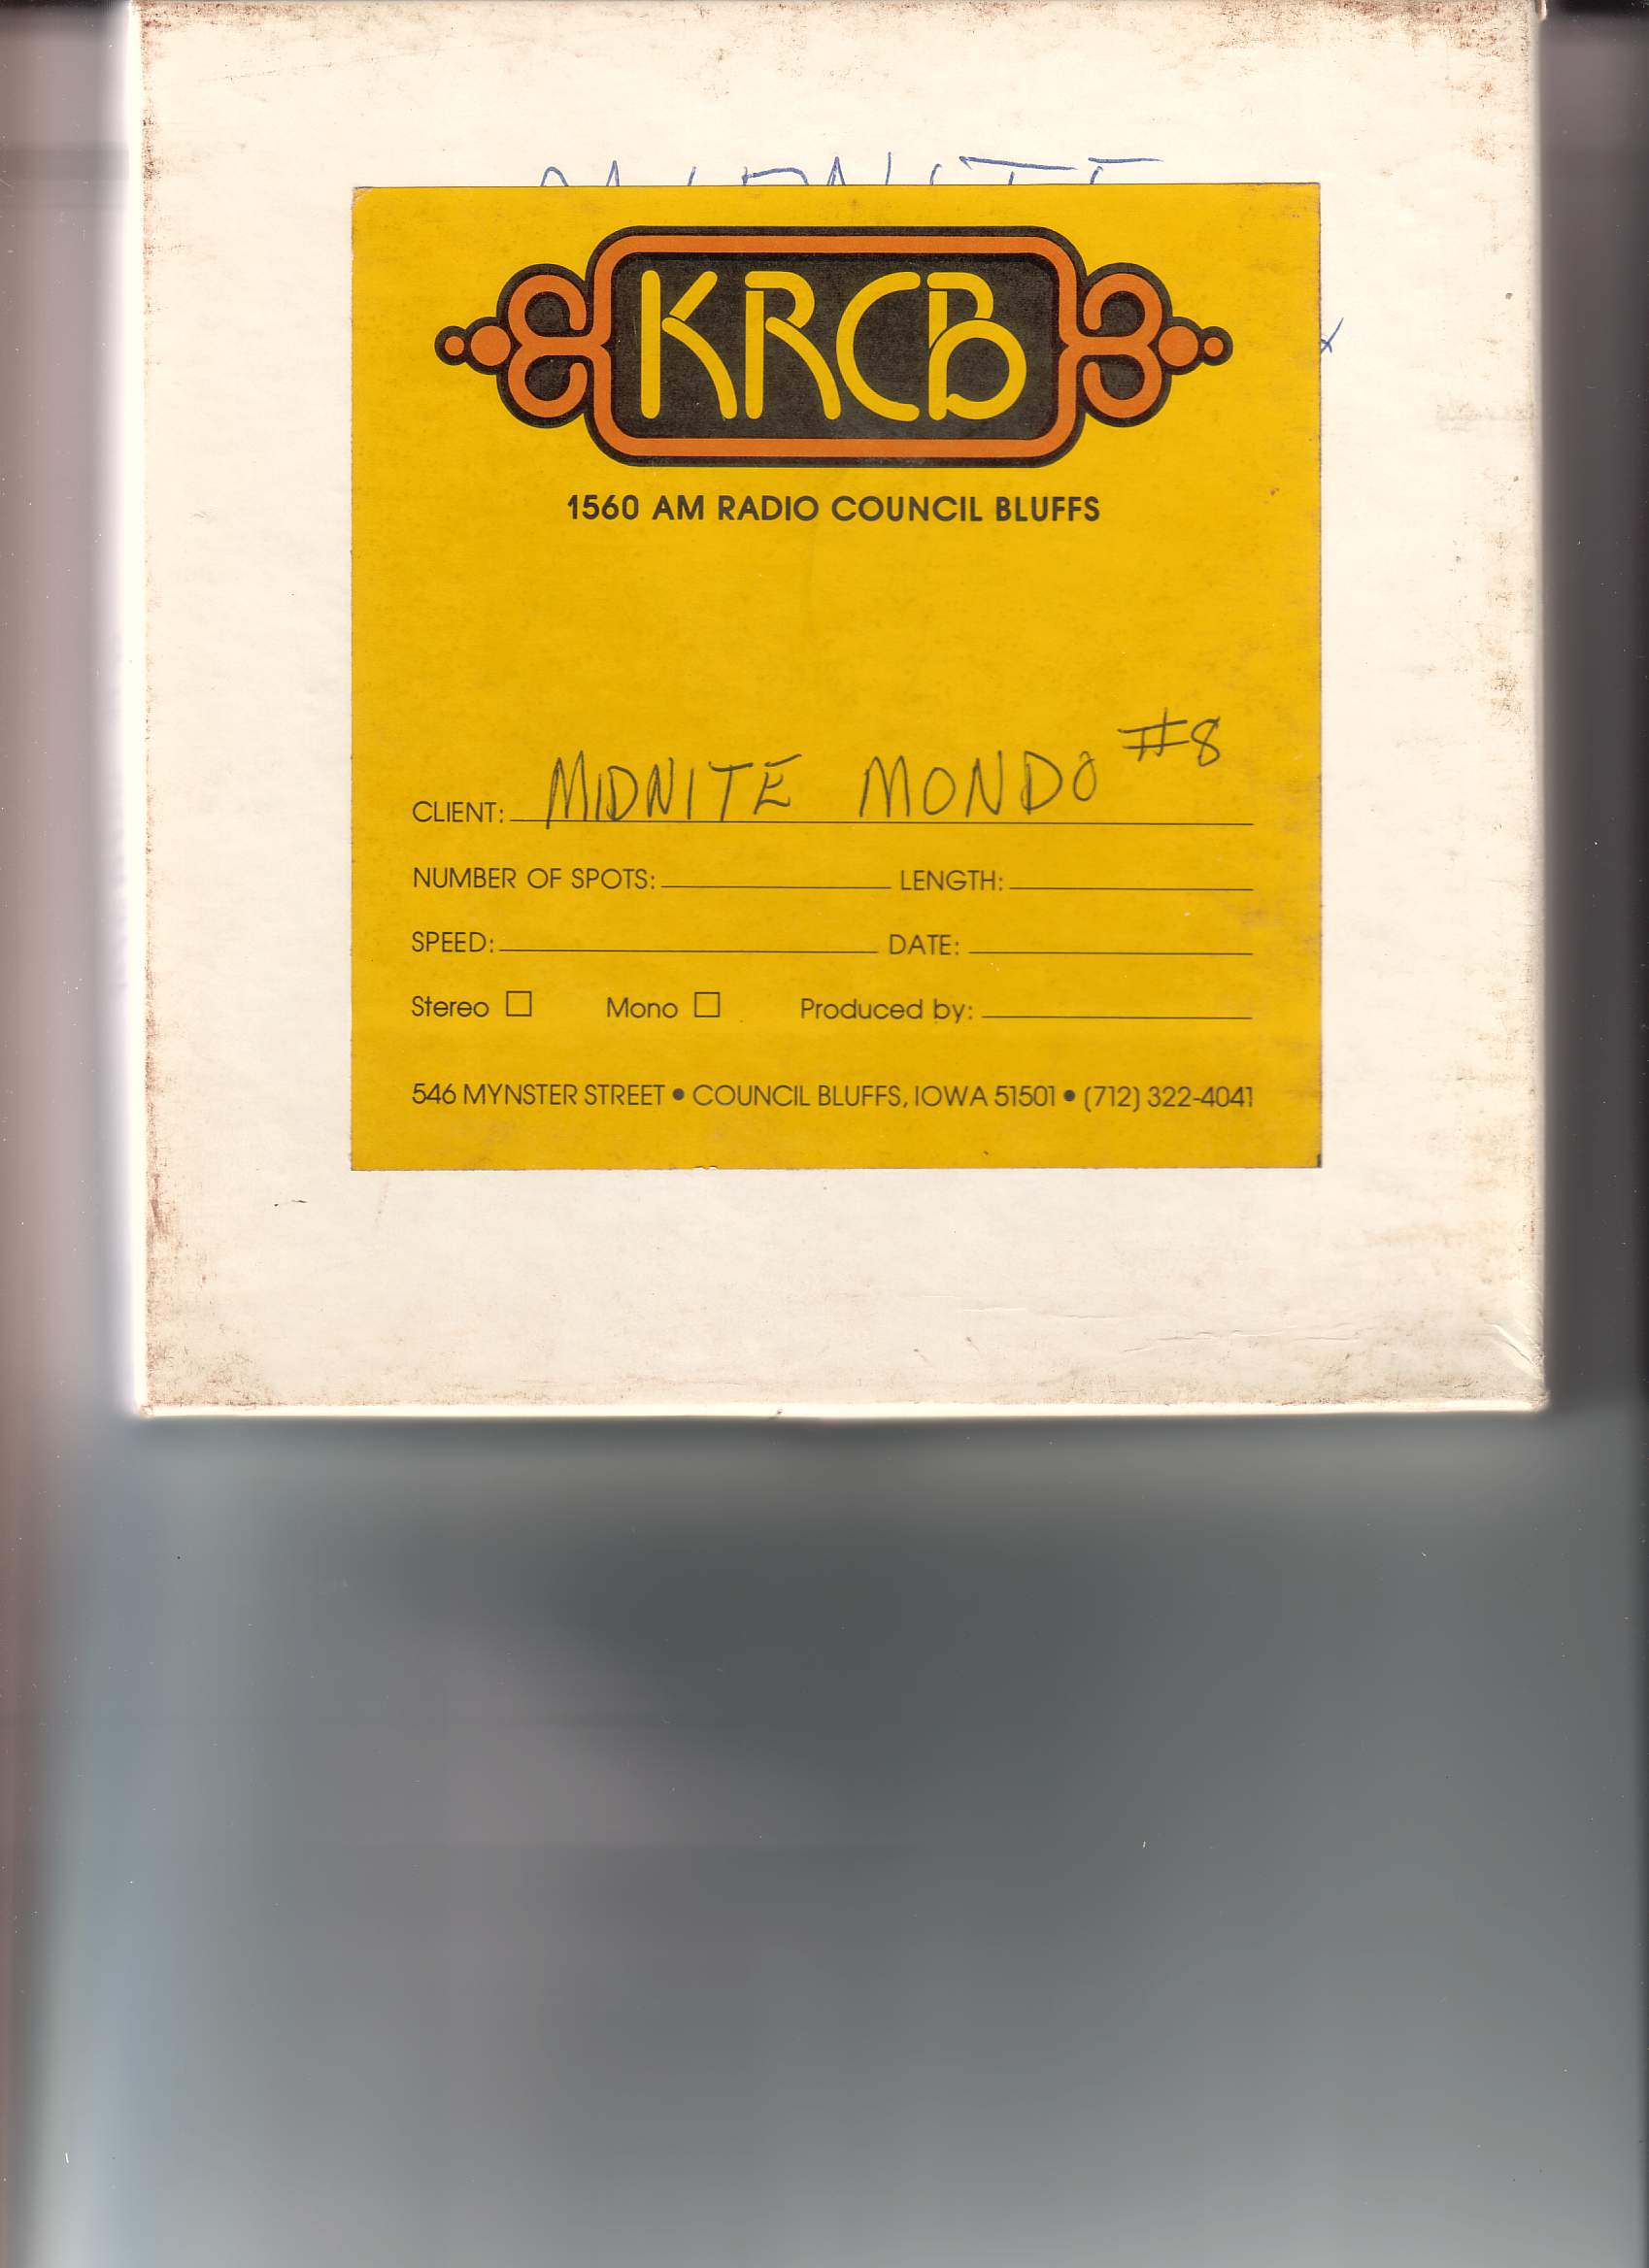 MIDNITE
KRCB
1560 AM RADIO COUNCIL BLUFFS
CLIENT: MIDNITE MONDO #8
NUMBER OF SPOTS: LENGTH:
SPEED: DATE:
Stereo Mono Produced by:
546 MYNSTER STREET • COUNCIL BLUFFS, IOWA 51501 • (712) 322-4041